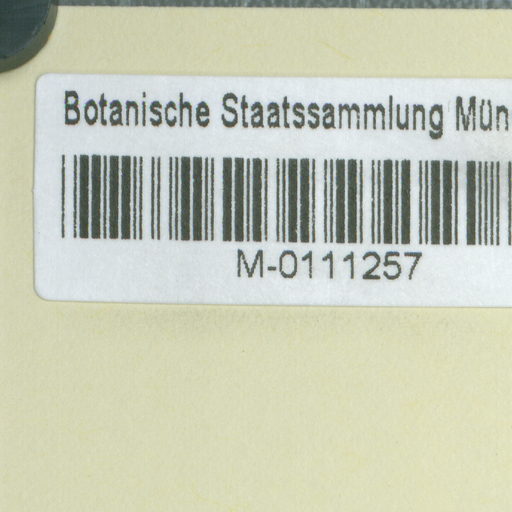 Botanische Staatssammlung Mün
M-0111257